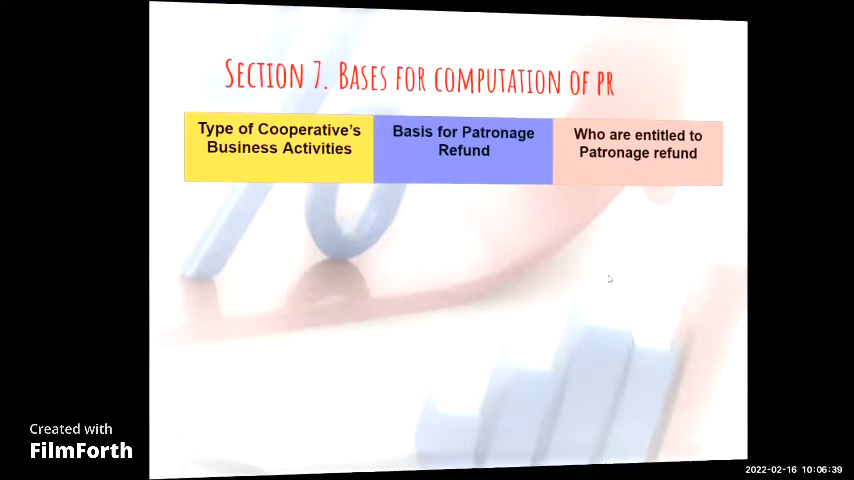 Section 7. Bases for computation of PR
Type of Cooperative's
Business Activities
Basis for Patronage
Refund
Who are entitled to
Patronage refund
Created with
FilmForth
2022-02-16 10:06:39